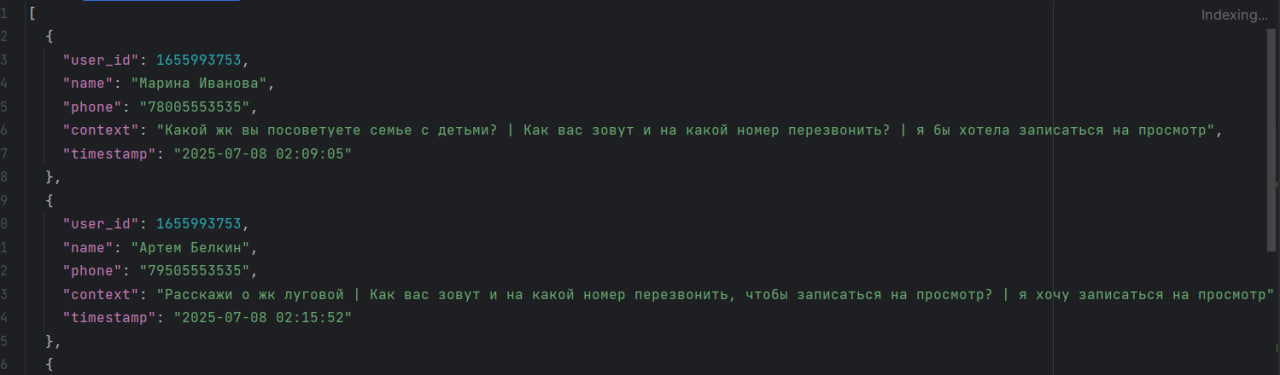 Indexing...
1 [
2 {
3 "user_id": 1655993753,
4 "name": "Марина Иванова",
5 "phone": "78005553535",
6 "context": "Какой жк вы посоветуете семье с детьми? | Как вас зовут и на какой номер перезвонить? | я бы хотела записаться на просмотр",
7 "timestamp": "2025-07-08 02:09:05"
8 },
9 {
0 "user_id": 1655993753,
1 "name": "Артем Белкин",
2 "phone": "79505553535",
3 "context": "Расскажи о жк луговой | Как вас зовут и на какой номер перезвонить, чтобы записаться на просмотр? | я хочу записаться на просмотр"
4 "timestamp": "2025-07-08 02:15:52"
5 },
6 {